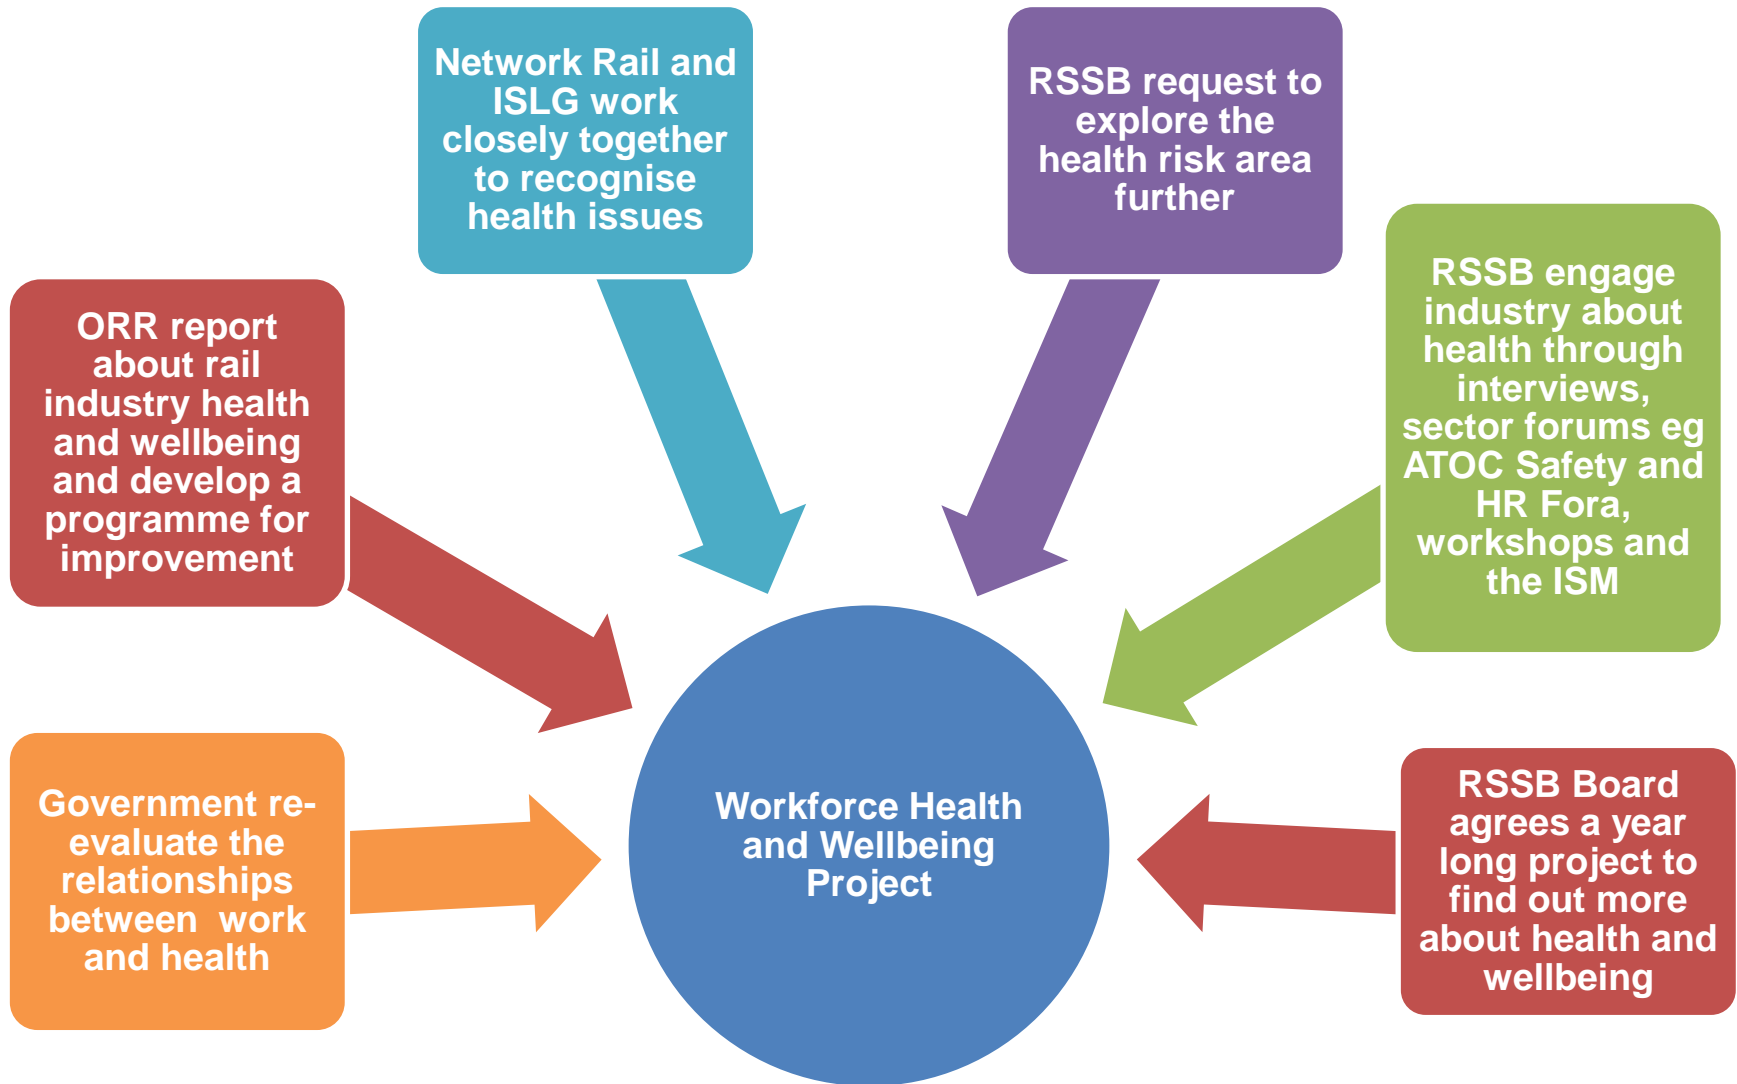 Network Rail and
ISLG work
closely together
to recognise
health issues
RSSB request to
explore the
health risk area
further
ORR report
about rail
industry health
and wellbeing
and develop a
programme for
improvement
RSSB engage
industry about
health through
interviews,
sector forums eg
ATOC Safety and
HR Fora,
workshops and
the ISM
Government re-
evaluate the
relationships
between work
and health
Workforce Health
and Wellbeing
Project
RSSB Board
agrees a year
long project to
find out more
about health and
wellbeing